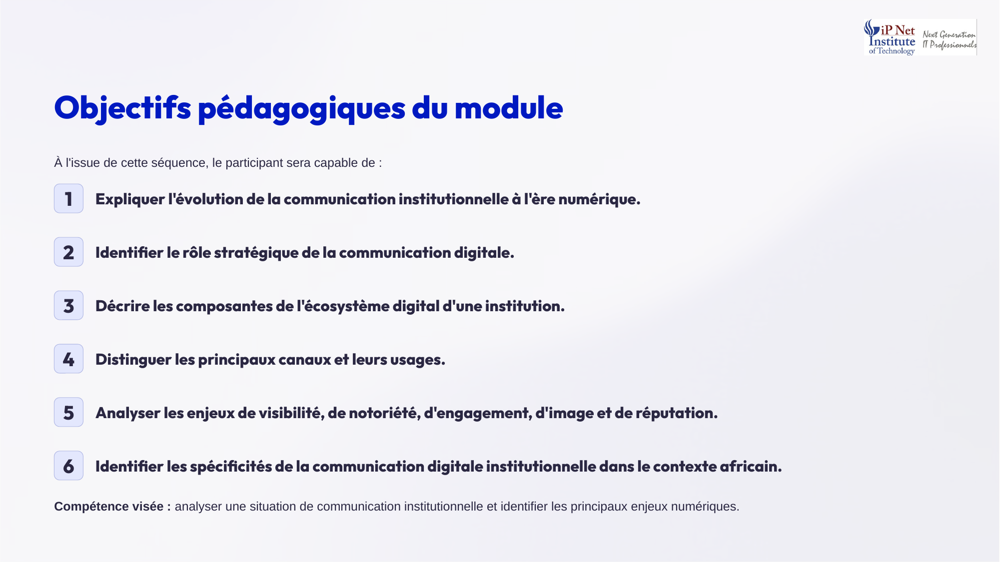 iP Net
Institute
of Technology
Next Generation
IT Professionnels
Objectifs pédagogiques du module
À l'issue de cette séquence, le participant sera capable de :
1 Expliquer l'évolution de la communication institutionnelle à l'ère numérique.
2 Identifier le rôle stratégique de la communication digitale.
3 Décrire les composantes de l'écosystème digital d'une institution.
4 Distinguer les principaux canaux et leurs usages.
5 Analyser les enjeux de visibilité, de notoriété, d'engagement, d'image et de réputation.
6 Identifier les spécificités de la communication digitale institutionnelle dans le contexte africain.
Compétence visée : analyser une situation de communication institutionnelle et identifier les principaux enjeux numériques.